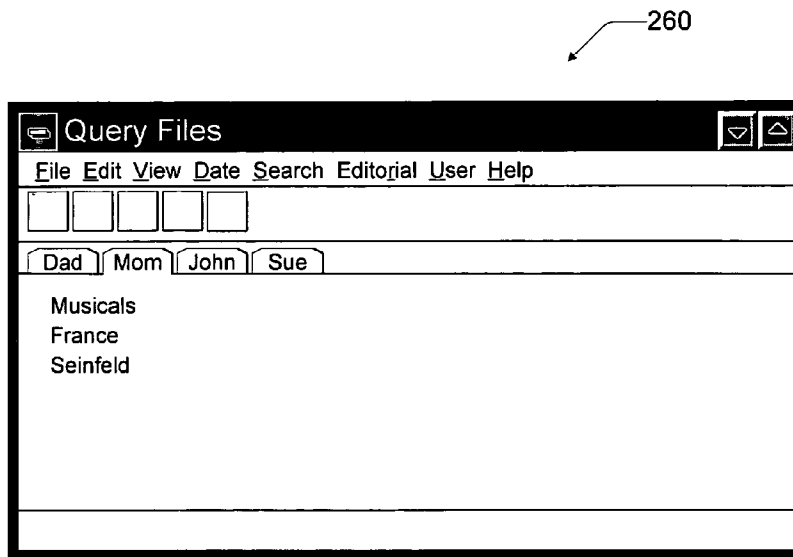 260
Query Files
File Edit View Date Search Editorial User Help
Dad Mom John Sue
Musicals
France
Seinfeld